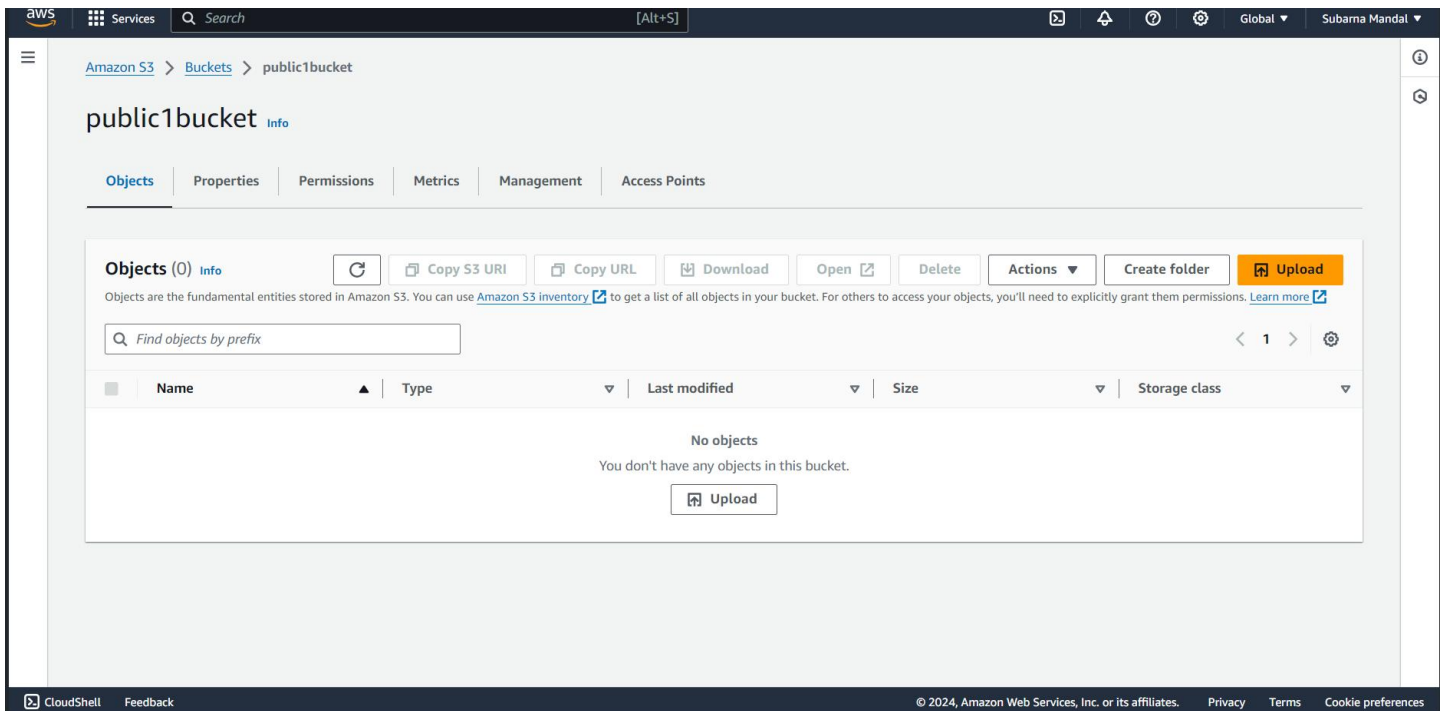 aws Services Search [Alt+S] Global Subarna Mandal
Amazon S3 > Buckets > public1bucket
public1bucket Info
Objects Properties Permissions Metrics Management Access Points
Objects (0) Info Copy S3 URI Copy URL Download Open Delete Actions Create folder Upload
Objects are the fundamental entities stored in Amazon S3. You can use Amazon S3 inventory to get a list of all objects in your bucket. For others to access your objects, you'll need to explicitly grant them permissions. Learn more
Find objects by prefix < 1 >
Name Type Last modified Size Storage class
No objects
You don't have any objects in this bucket.
Upload
CloudShell Feedback © 2024, Amazon Web Services, Inc. or its affiliates. Privacy Terms Cookie preferences